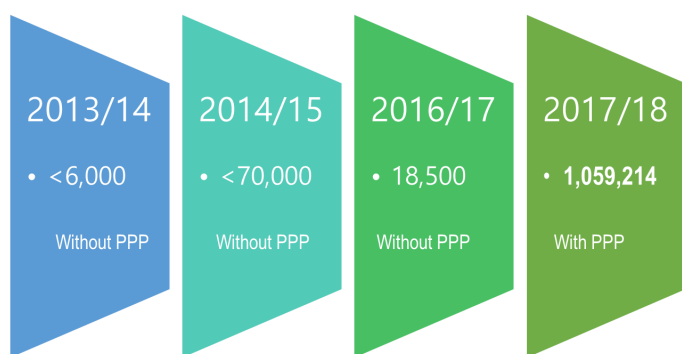 2013/14
• <6,000
Without PPP
2014/15
• <70,000
Without PPP
2016/17
• 18,500
Without PPP
2017/18
• 1,059,214
With PPP